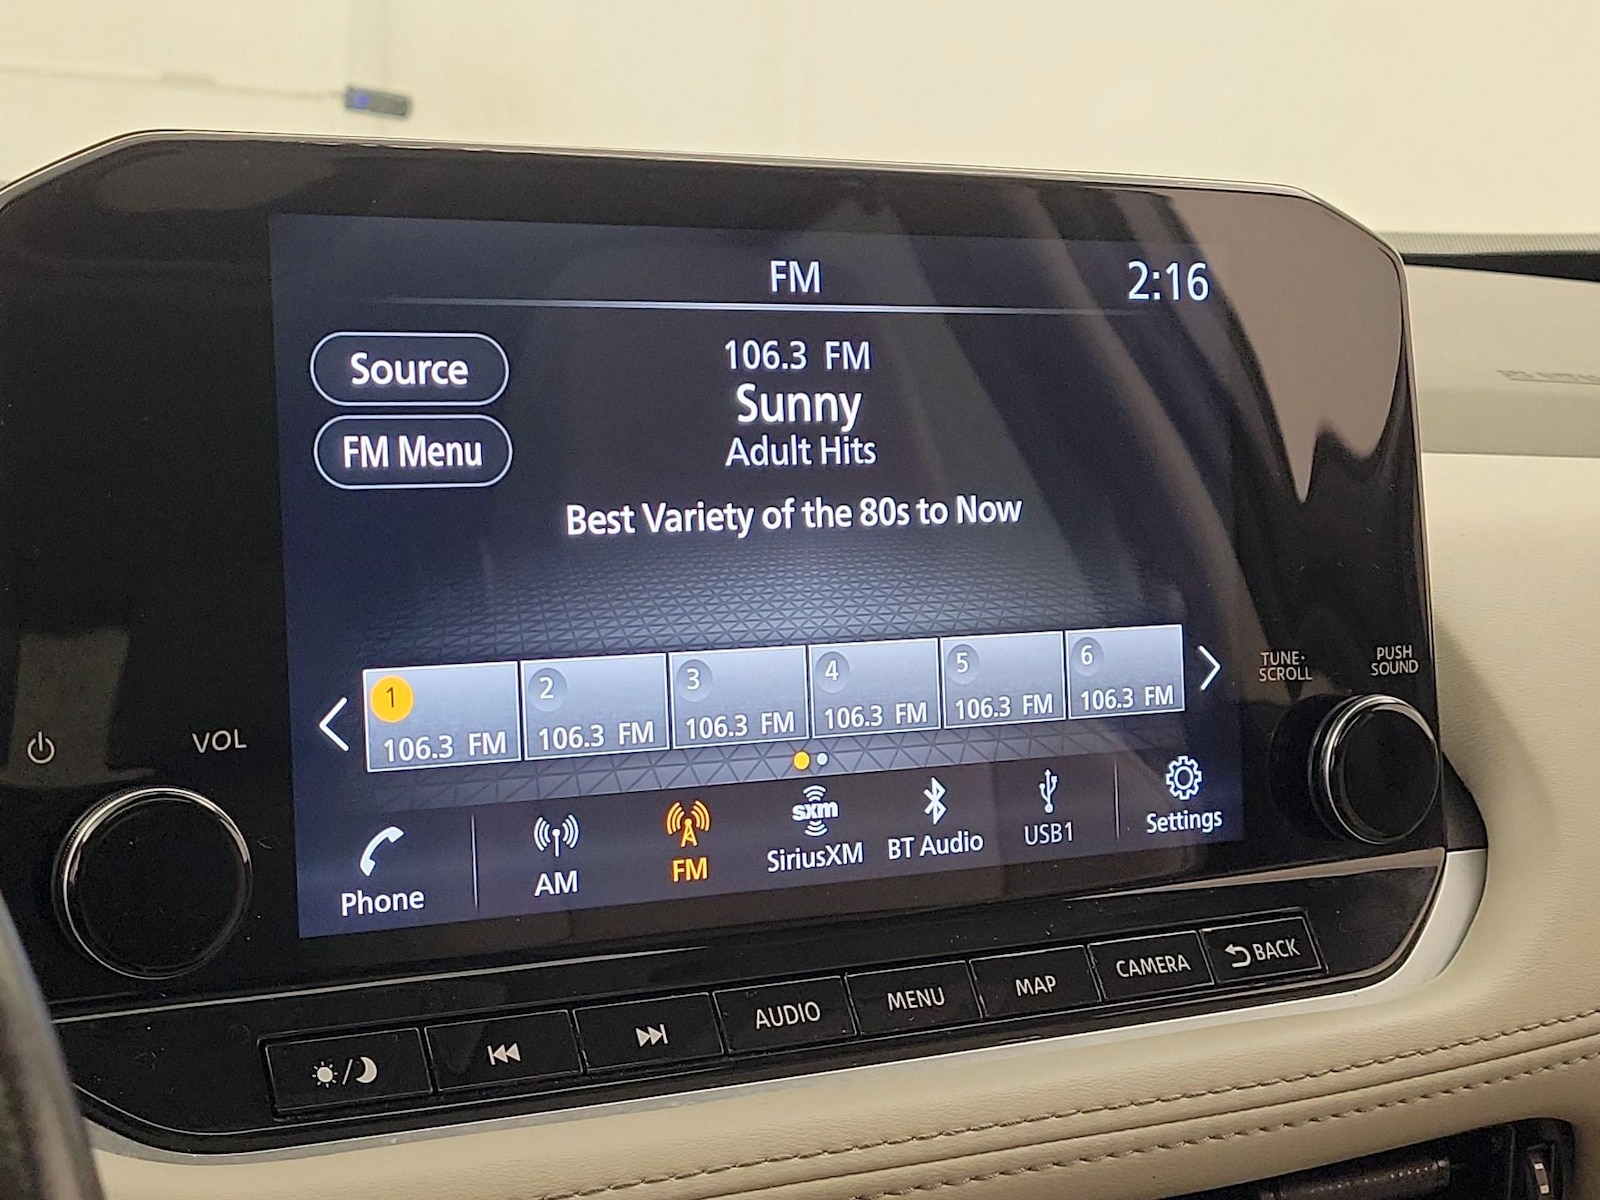 FM
2:16
Source
106.3 FM
Sunny
FM Menu
Adult Hits
Best Variety of the 80s to Now
1
106.3 FM
2
106.3 FM
3
106.3 FM
4
106.3 FM
5
106.3 FM
6
106.3 FM
TUNE·
SCROLL
PUSH
SOUND
VOL
Phone
AM
FM
sxm
SiriusXM
BT Audio
USB1
Settings
AUDIO
MENU
MAP
CAMERA
BACK